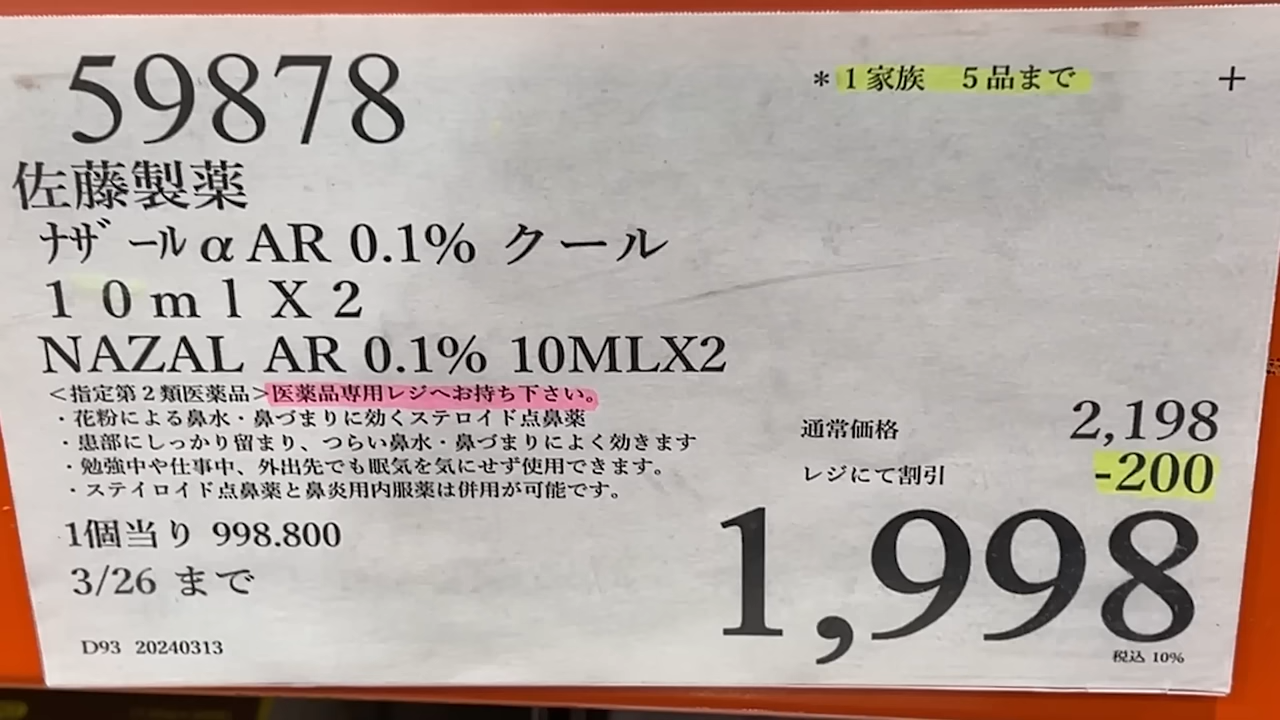 59878
*１家族　５品まで
+
佐藤製薬
ﾅｻﾞｰﾙαAR 0.1% クール
１０ｍｌＸ２
NAZAL AR 0.1% 10MLX2
＜指定第２類医薬品＞医薬品専用レジへお持ち下さい。
・花粉による鼻水・鼻づまりに効くステロイド点鼻薬
・患部にしっかり留まり、つらい鼻水・鼻づまりによく効きます
・勉強中や仕事中、外出先でも眠気を気にせず使用できます。
・ステイロイド点鼻薬と鼻炎用内服薬は併用が可能です。
通常価格 2,198
レジにて割引 -200
1,998
1個当り 998.800
3/26 まで
D93 20240313
税込 10%